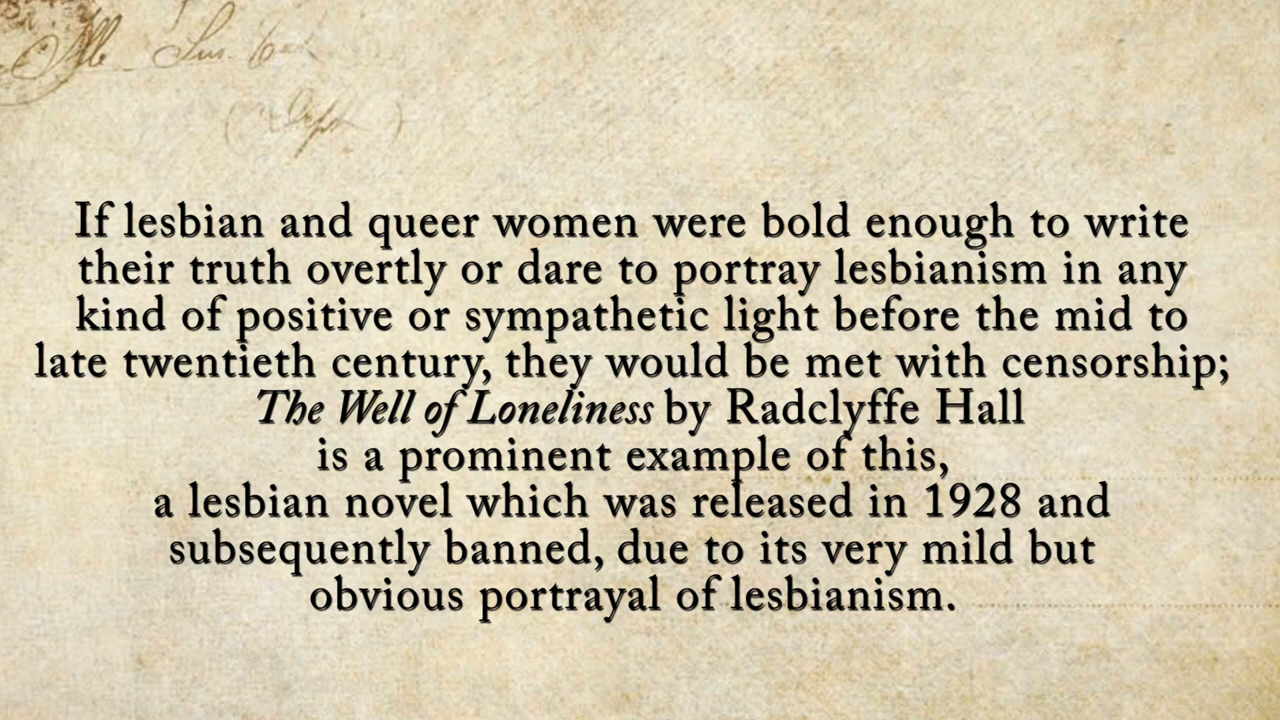 If lesbian and queer women were bold enough to write
their truth overtly or dare to portray lesbianism in any
kind of positive or sympathetic light before the mid to
late twentieth century, they would be met with censorship;
The Well of Loneliness by Radclyffe Hall
is a prominent example of this,
a lesbian novel which was released in 1928 and
subsequently banned, due to its very mild but
obvious portrayal of lesbianism.